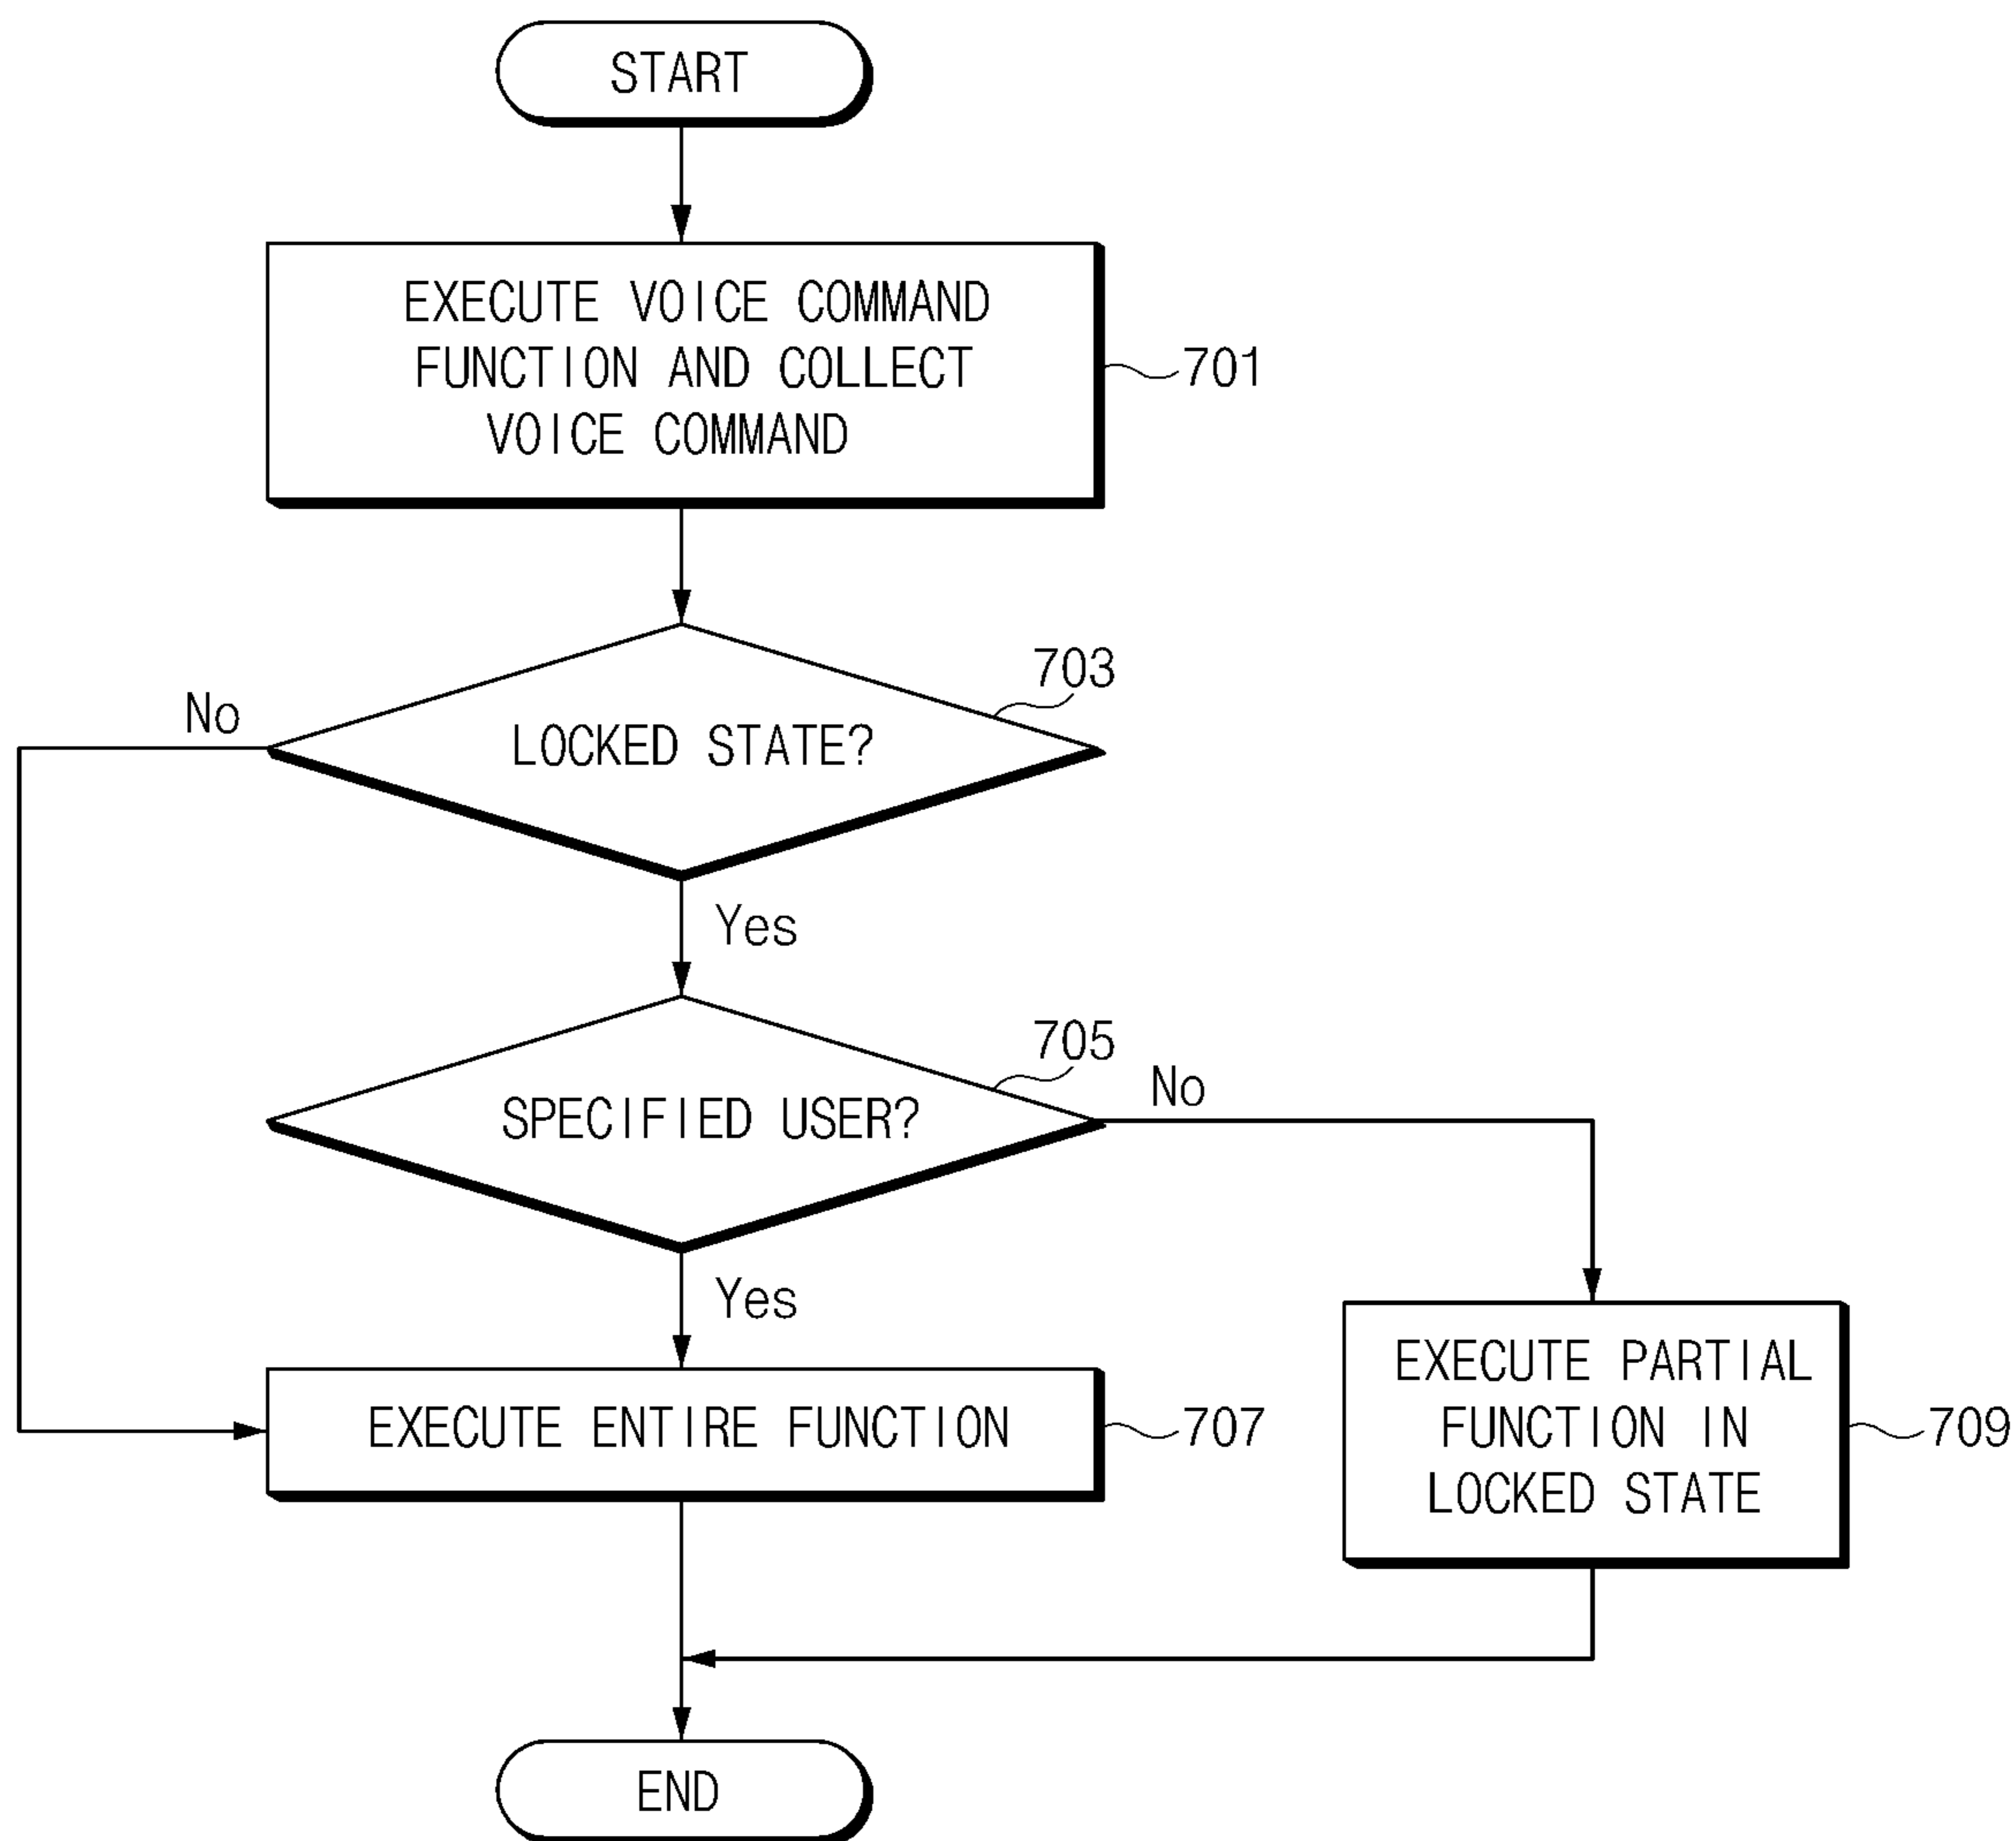 START
EXECUTE VOICE COMMAND
FUNCTION AND COLLECT
VOICE COMMAND
701
703
No
LOCKED STATE?
Yes
705
No
SPECIFIED USER?
Yes
EXECUTE ENTIRE FUNCTION
707
EXECUTE PARTIAL
FUNCTION IN
LOCKED STATE
709
END